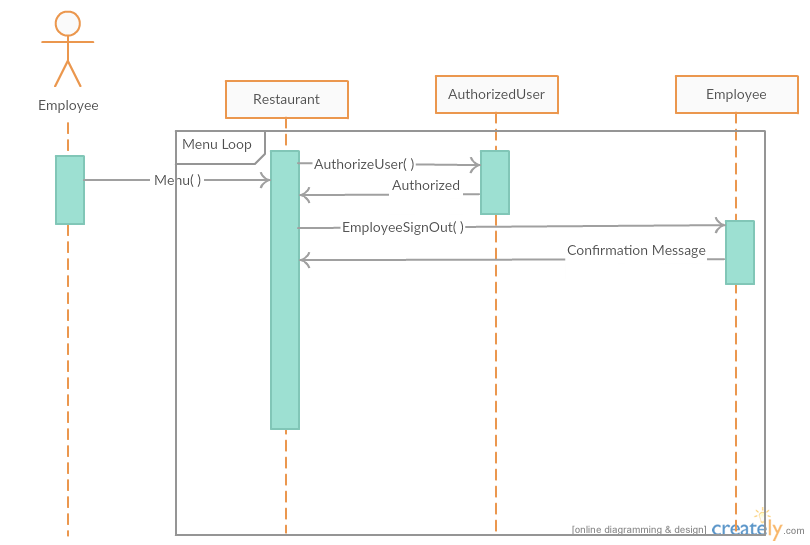 Employee
Restaurant
AuthorizedUser
Employee
Menu Loop
AuthorizeUser( )
Menu( )
Authorized
EmployeeSignOut( )
Confirmation Message
[online diagramming & design] creately.com